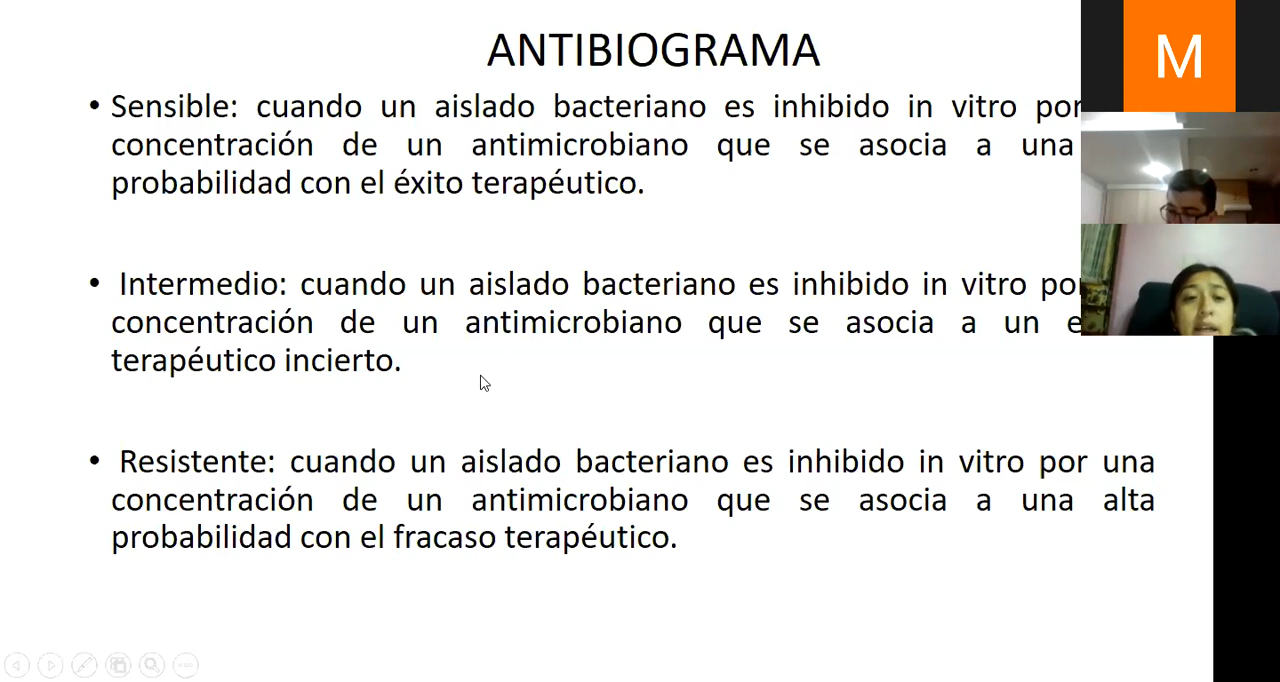 ANTIBIOGRAMA
• Sensible: cuando un aislado bacteriano es inhibido in vitro por
concentración de un antimicrobiano que se asocia a una
probabilidad con el éxito terapéutico.
• Intermedio: cuando un aislado bacteriano es inhibido in vitro
concentración de un antimicrobiano que se asocia a un
terapéutico incierto.
• Resistente: cuando un aislado bacteriano es inhibido in vitro por una
concentración de un antimicrobiano que se asocia a una alta
probabilidad con el fracaso terapéutico.
M